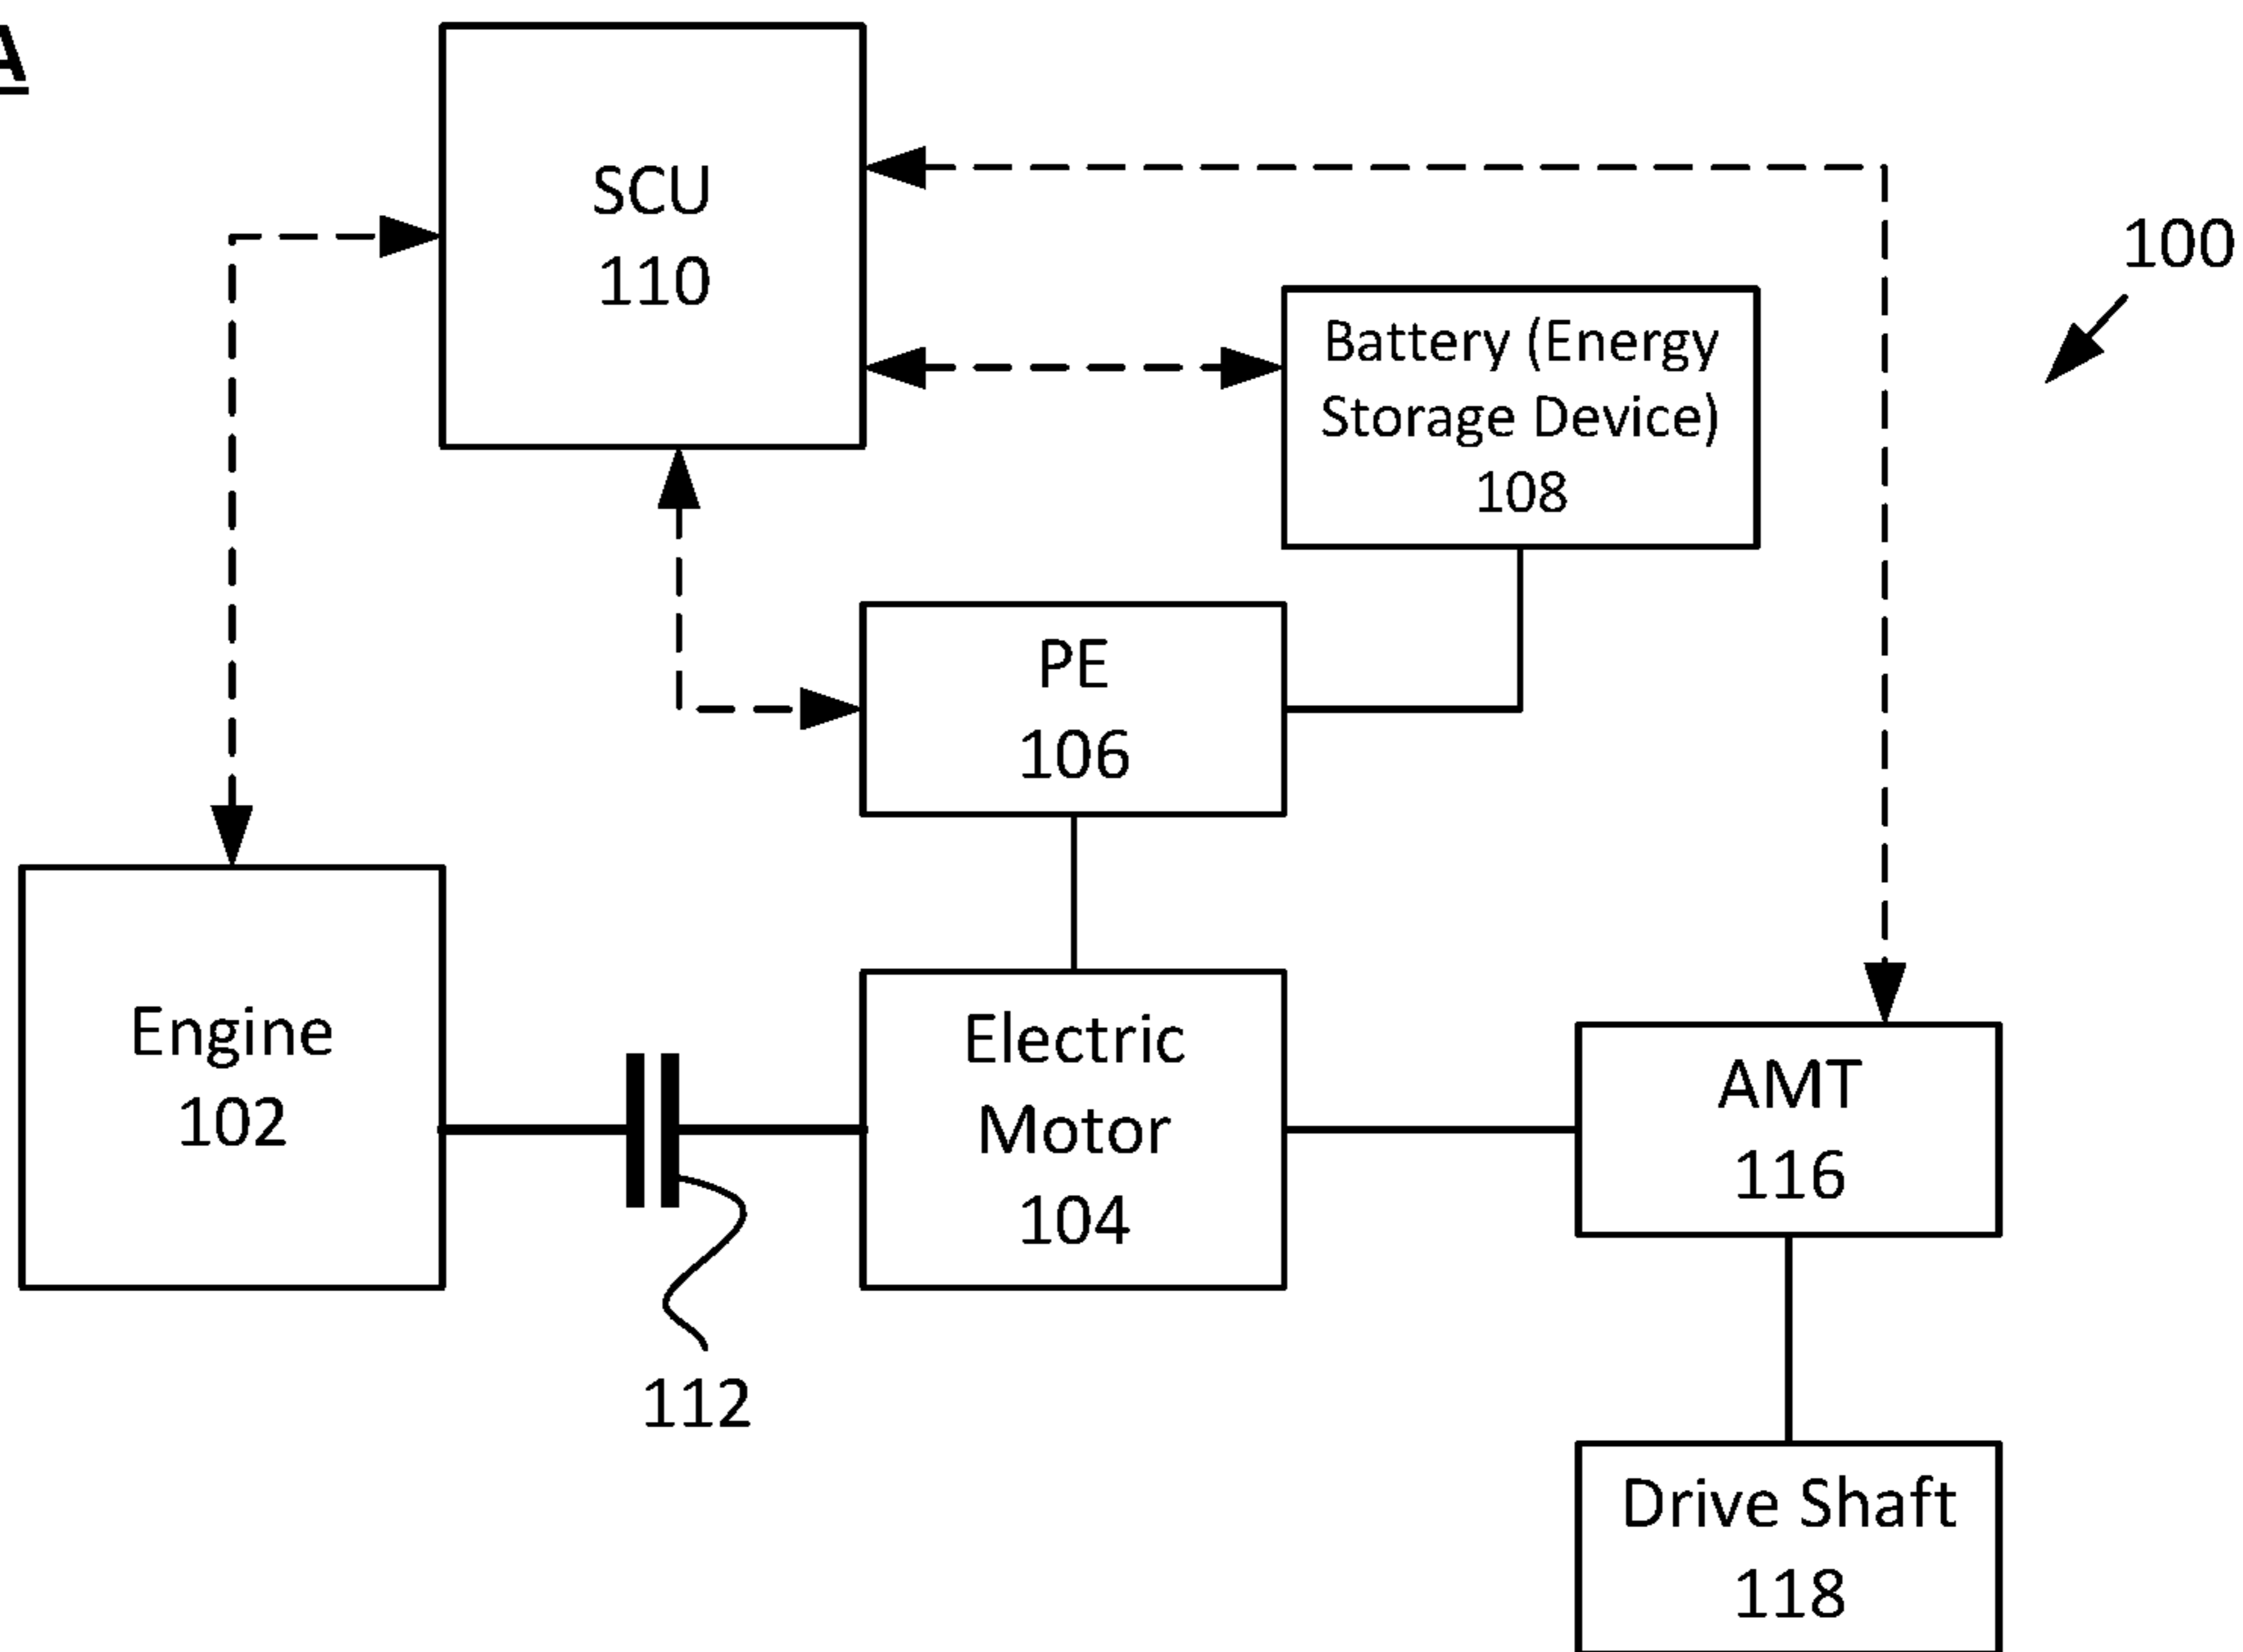 A
SCU
110
100
Battery (Energy
Storage Device)
108
PE
106
Engine
102
Electric
Motor
104
AMT
116
112
Drive Shaft
118